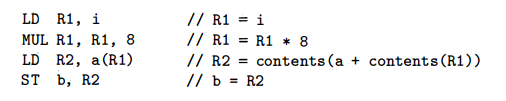 LD R1, i // R1 = i
MUL R1, R1, 8 // R1 = R1 * 8
LD R2, a(R1) // R2 = contents(a + contents(R1))
ST b, R2 // b = R2